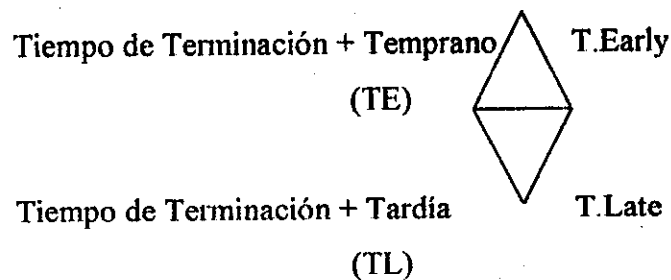 Tiempo de Terminación + Temprano T.Early
(TE)
Tiempo de Terminación + Tardía T.Late
(TL)